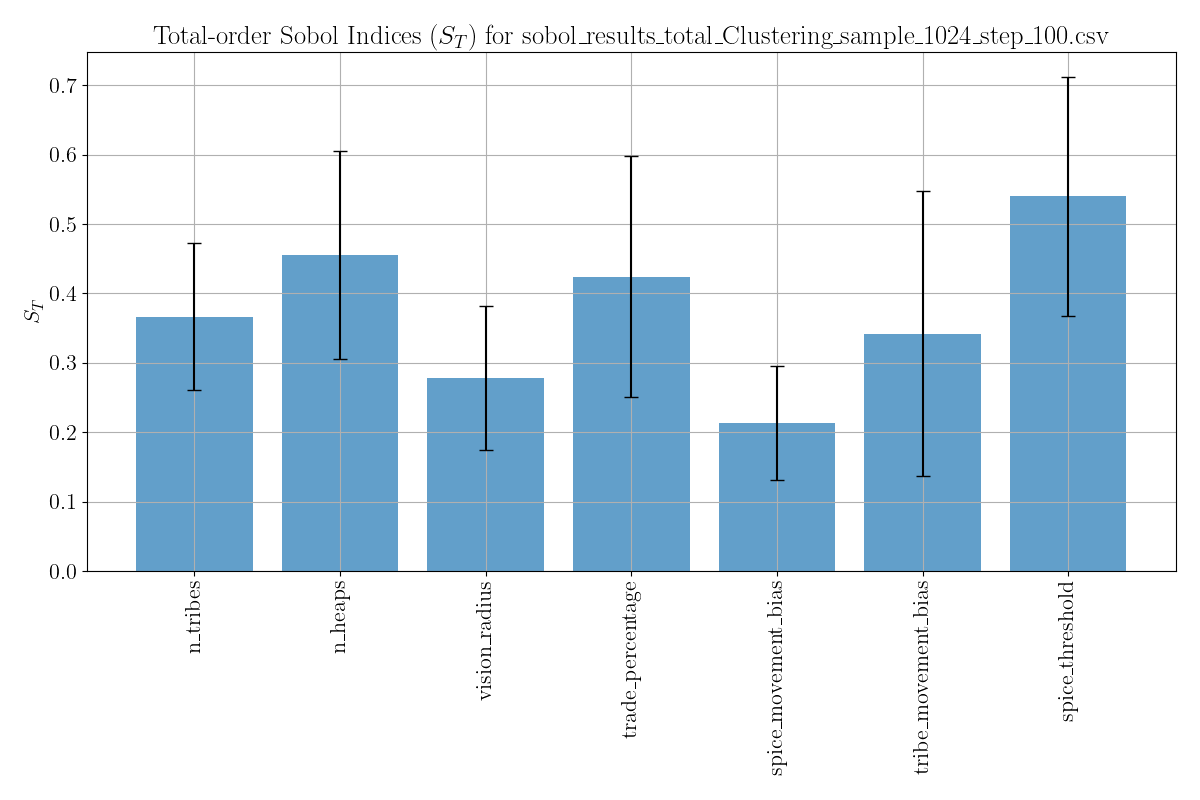 Total-order Sobol Indices (S_T) for sobol_results_total_Clustering_sample_1024_step_100.csv
S_T
0.7
0.6
0.5
0.4
0.3
0.2
0.1
0.0
n_tribes
n_heaps
vision_radius
trade_percentage
spice_movement_bias
tribe_movement_bias
spice_threshold